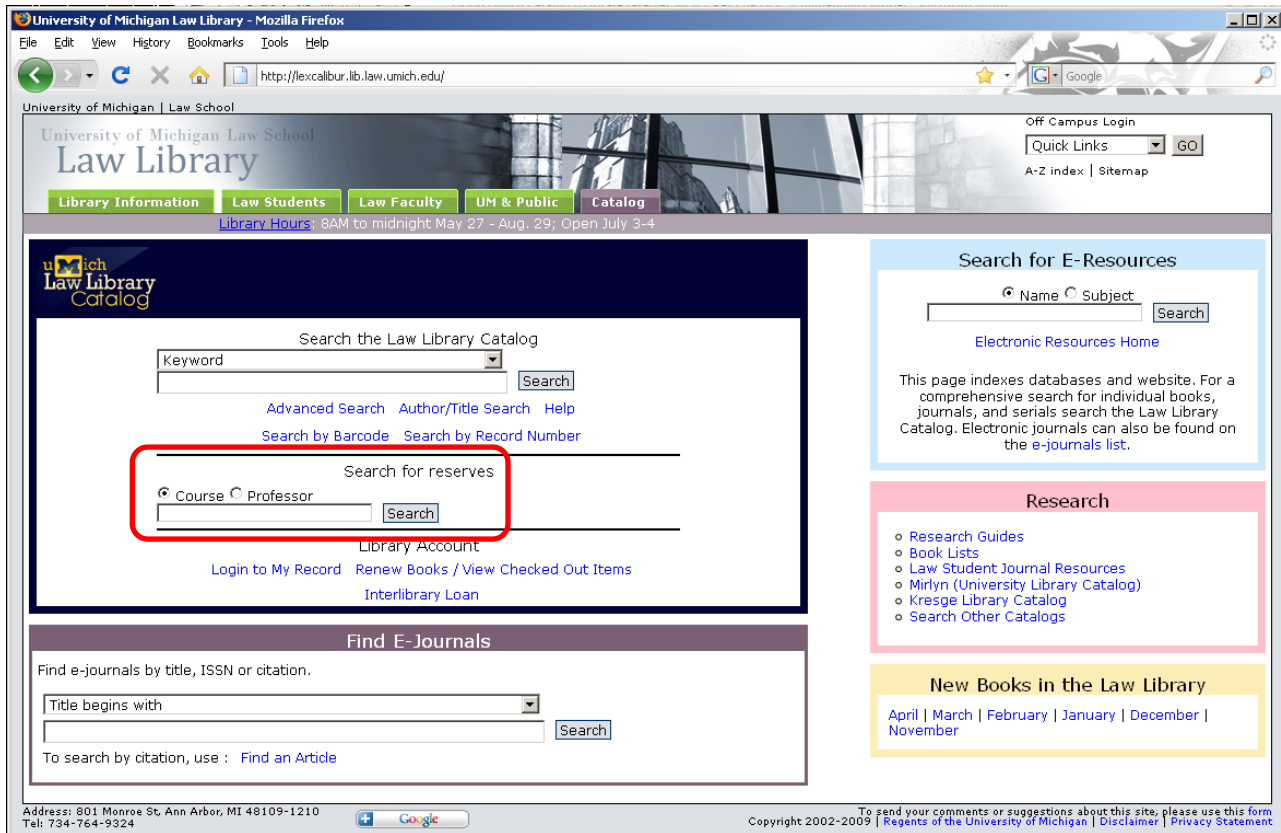 University of Michigan Law Library - Mozilla Firefox
File Edit View History Bookmarks Tools Help
http://lexcalibur.lib.law.umich.edu/
G Google
University of Michigan | Law School
University of Michigan Law School
Law Library
Off Campus Login
Quick Links GO
A-Z index | Sitemap
Library Information Law Students Law Faculty UM & Public Catalog
Library Hours: 8AM to midnight May 27 - Aug. 29; Open July 3-4
uMich
Law Library
Catalog
Search the Law Library Catalog
Keyword
Search
Advanced Search Author/Title Search Help
Search by Barcode Search by Record Number
Search for reserves
Course Professor
Search
Library Account
Login to My Record Renew Books / View Checked Out Items
Interlibrary Loan
Find E-Journals
Find e-journals by title, ISSN or citation.
Title begins with
Search
To search by citation, use : Find an Article
Search for E-Resources
Name Subject
Search
Electronic Resources Home
This page indexes databases and website. For a
comprehensive search for individual books,
journals, and serials search the Law Library
Catalog. Electronic journals can also be found on
the e-journals list.
Research
Research Guides
Book Lists
Law Student Journal Resources
Mirlyn (University Library Catalog)
Kresge Library Catalog
Search Other Catalogs
New Books in the Law Library
April | March | February | January | December |
November
Address: 801 Monroe St, Ann Arbor, MI 48109-1210
Tel: 734-764-9324
Google
To send your comments or suggestions about this site, please use this form
Copyright 2002-2009 | Regents of the University of Michigan | Disclaimer | Privacy Statement